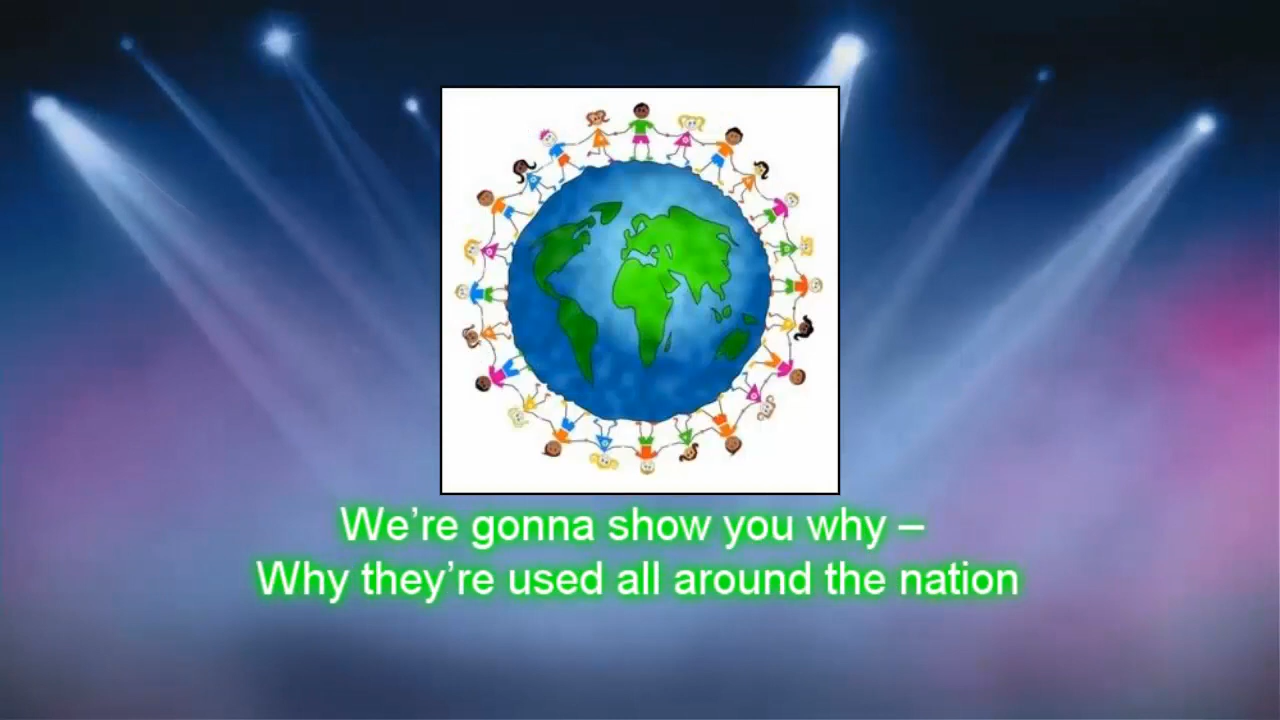 We’re gonna show you why –
Why they’re used all around the nation